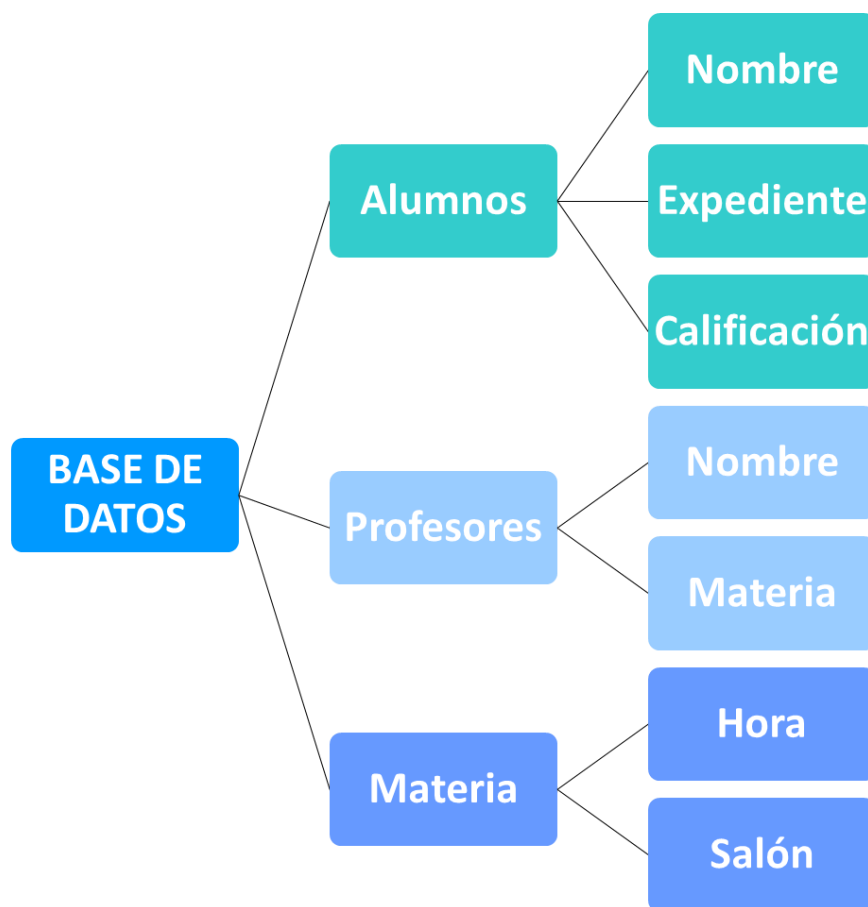 Nombre
Alumnos
Expediente
Calificación
BASE DE
DATOS
Profesores
Nombre
Materia
Materia
Hora
Salón